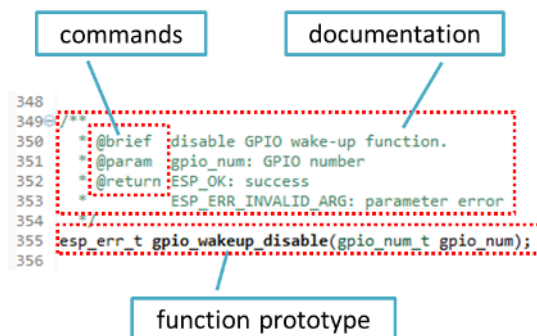 commands
documentation
348
349 /**
350 * @brief disable GPIO wake-up function.
351 * @param gpio_num: GPIO number
352 * @return ESP_OK: success
353 * ESP_ERR_INVALID_ARG: parameter error
354 */
355 esp_err_t gpio_wakeup_disable(gpio_num_t gpio_num);
356
function prototype